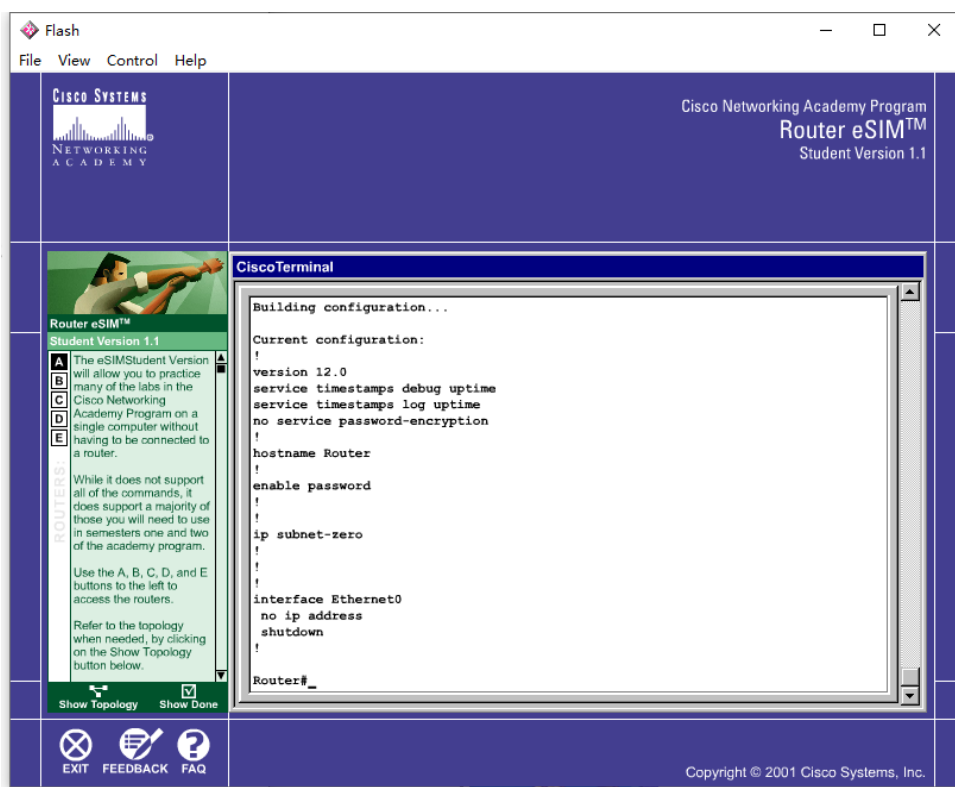 Flash
File View Control Help
CISCO SYSTEMS
NETWORKING
ACADEMY
Cisco Networking Academy Program
Router eSIM™
Student Version 1.1
Router eSIM™
Student Version 1.1
A
B
C
D
E
ROUTERS:
The eSIMStudent Version
will allow you to practice
many of the labs in the
Cisco Networking
Academy Program on a
single computer without
having to be connected to
a router.
While it does not support
all of the commands, it
does support a majority of
those you will need to use
in semesters one and two
of the academy program.
Use the A, B, C, D, and E
buttons to the left to
access the routers.
Refer to the topology
when needed, by clicking
on the Show Topology
button below.
Show Topology Show Done
CiscoTerminal
Building configuration...
Current configuration:
!
version 12.0
service timestamps debug uptime
service timestamps log uptime
no service password-encryption
!
hostname Router
!
enable password
!
!
ip subnet-zero
!
!
!
interface Ethernet0
no ip address
shutdown
!
Router#_
EXIT FEEDBACK FAQ
Copyright © 2001 Cisco Systems, Inc.